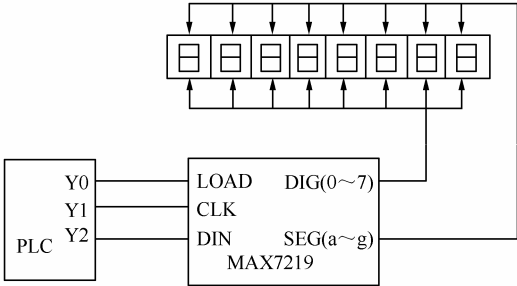 Y0 LOAD DIG(0～7)
Y1 CLK
Y2 DIN SEG(a～g)
PLC MAX7219